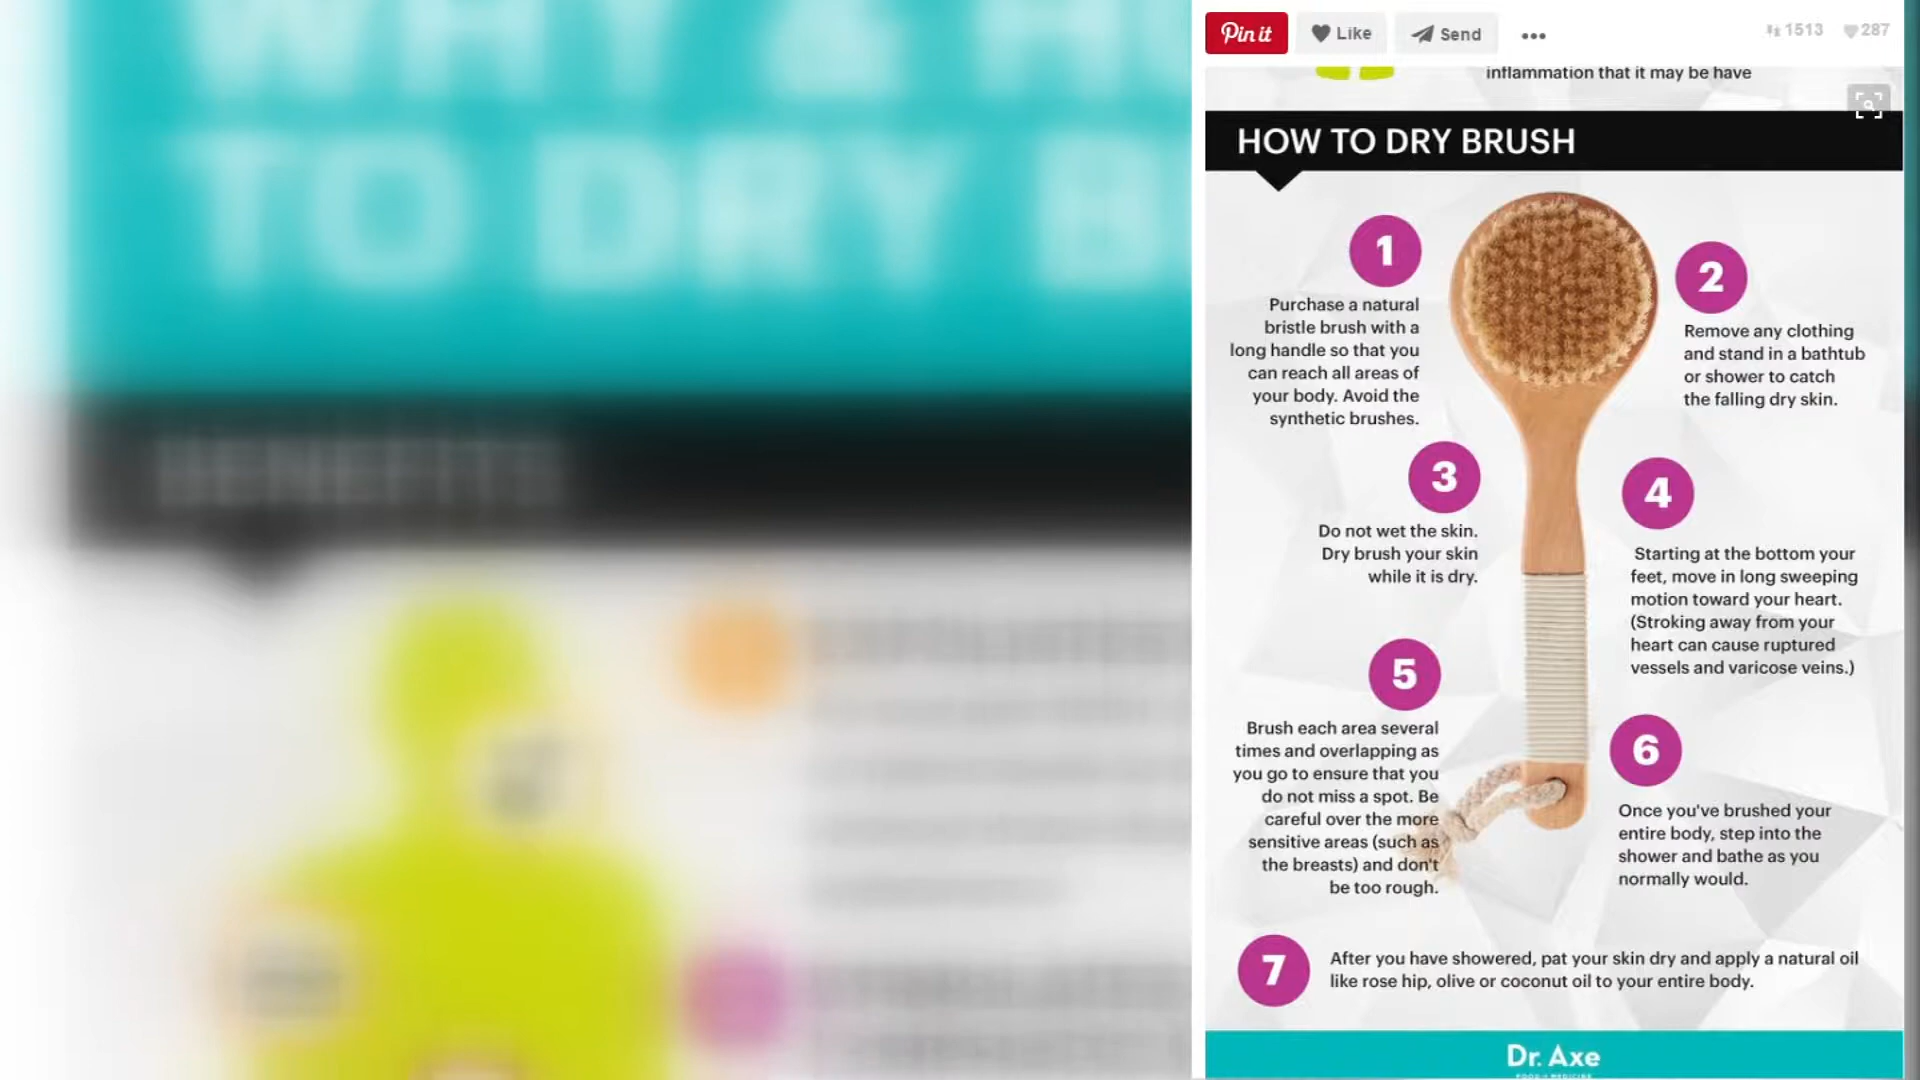 WHY & H
TO DRY B
BENEFITS
Pin it
Like
Send
1513
287
inflammation that it may be have
HOW TO DRY BRUSH
1
Purchase a natural
bristle brush with a
long handle so that you
can reach all areas of
your body. Avoid the
synthetic brushes.
2
Remove any clothing
and stand in a bathtub
or shower to catch
the falling dry skin.
3
Do not wet the skin.
Dry brush your skin
while it is dry.
4
Starting at the bottom your
feet, move in long sweeping
motion toward your heart.
(Stroking away from your
heart can cause ruptured
vessels and varicose veins.)
5
Brush each area several
times and overlapping as
you go to ensure that you
do not miss a spot. Be
careful over the more
sensitive areas (such as
the breasts) and don't
be too rough.
6
Once you've brushed your
entire body, step into the
shower and bathe as you
normally would.
7
After you have showered, pat your skin dry and apply a natural oil
like rose hip, olive or coconut oil to your entire body.
Dr. Axe
FOOD IS MEDICINE